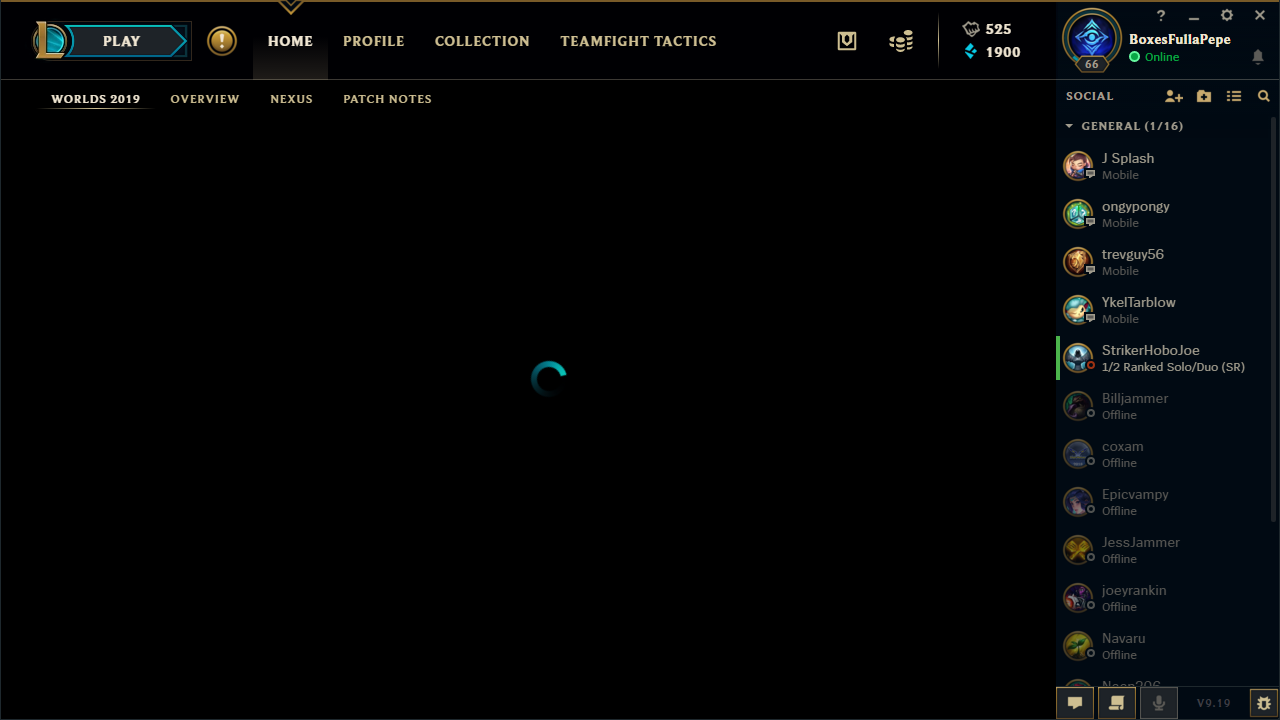 PLAY
!
HOME
PROFILE
COLLECTION
TEAMFIGHT TACTICS
525
1900
66
?
BoxesFullaPepe
Online
WORLDS 2019
OVERVIEW
NEXUS
PATCH NOTES
SOCIAL
GENERAL (1/16)
J Splash
Mobile
ongypongy
Mobile
trevguy56
Mobile
YkelTarblow
Mobile
StrikerHoboJoe
1/2 Ranked Solo/Duo (SR)
Billjammer
Offline
coxam
Offline
Epicvampy
Offline
JessJammer
Offline
joeyrankin
Offline
Navaru
Offline
V9.19